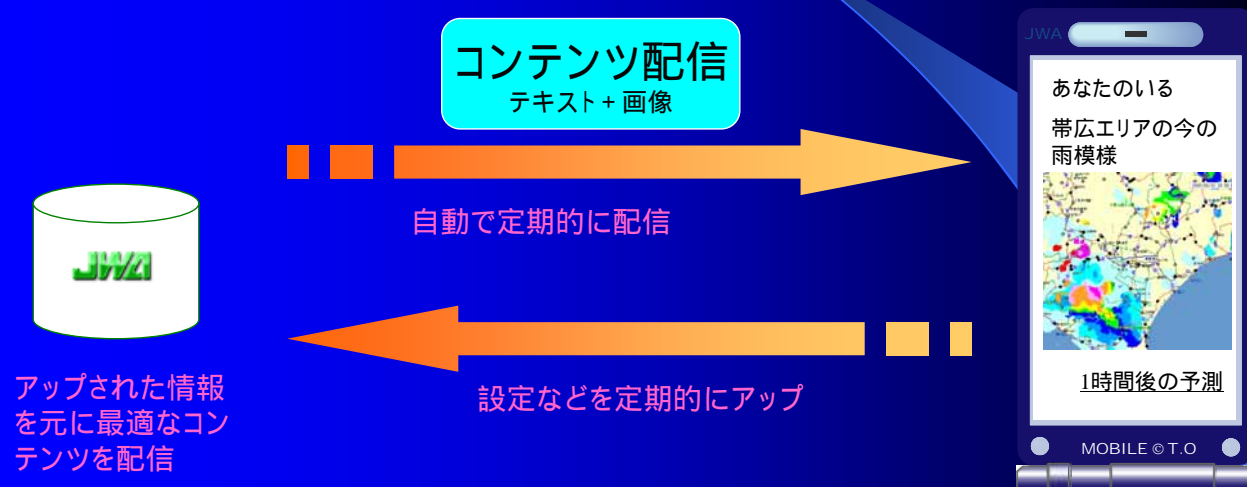 コンテンツ配信
テキスト + 画像
自動で定期的に配信
JWA
アップされた情報
を元に最適なコン
テンツを配信
設定などを定期的にアップ
JWA
あなたのいる
帯広エリアの今の
雨模様
1時間後の予測
MOBILE © T.O